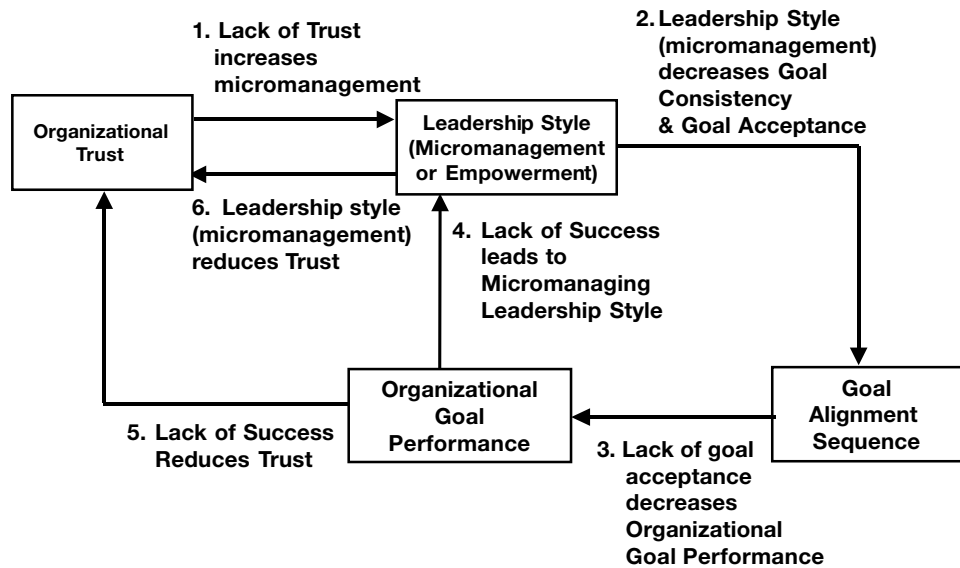 1. Lack of Trust
increases
micromanagement
2. Leadership Style
(micromanagement)
decreases Goal
Consistency
& Goal Acceptance
Organizational
Trust
Leadership Style
(Micromanagement
or Empowerment)
6. Leadership style
(micromanagement)
reduces Trust
4. Lack of Success
leads to
Micromanaging
Leadership Style
Organizational
Goal
Performance
Goal
Alignment
Sequence
5. Lack of Success
Reduces Trust
3. Lack of goal
acceptance
decreases
Organizational
Goal Performance